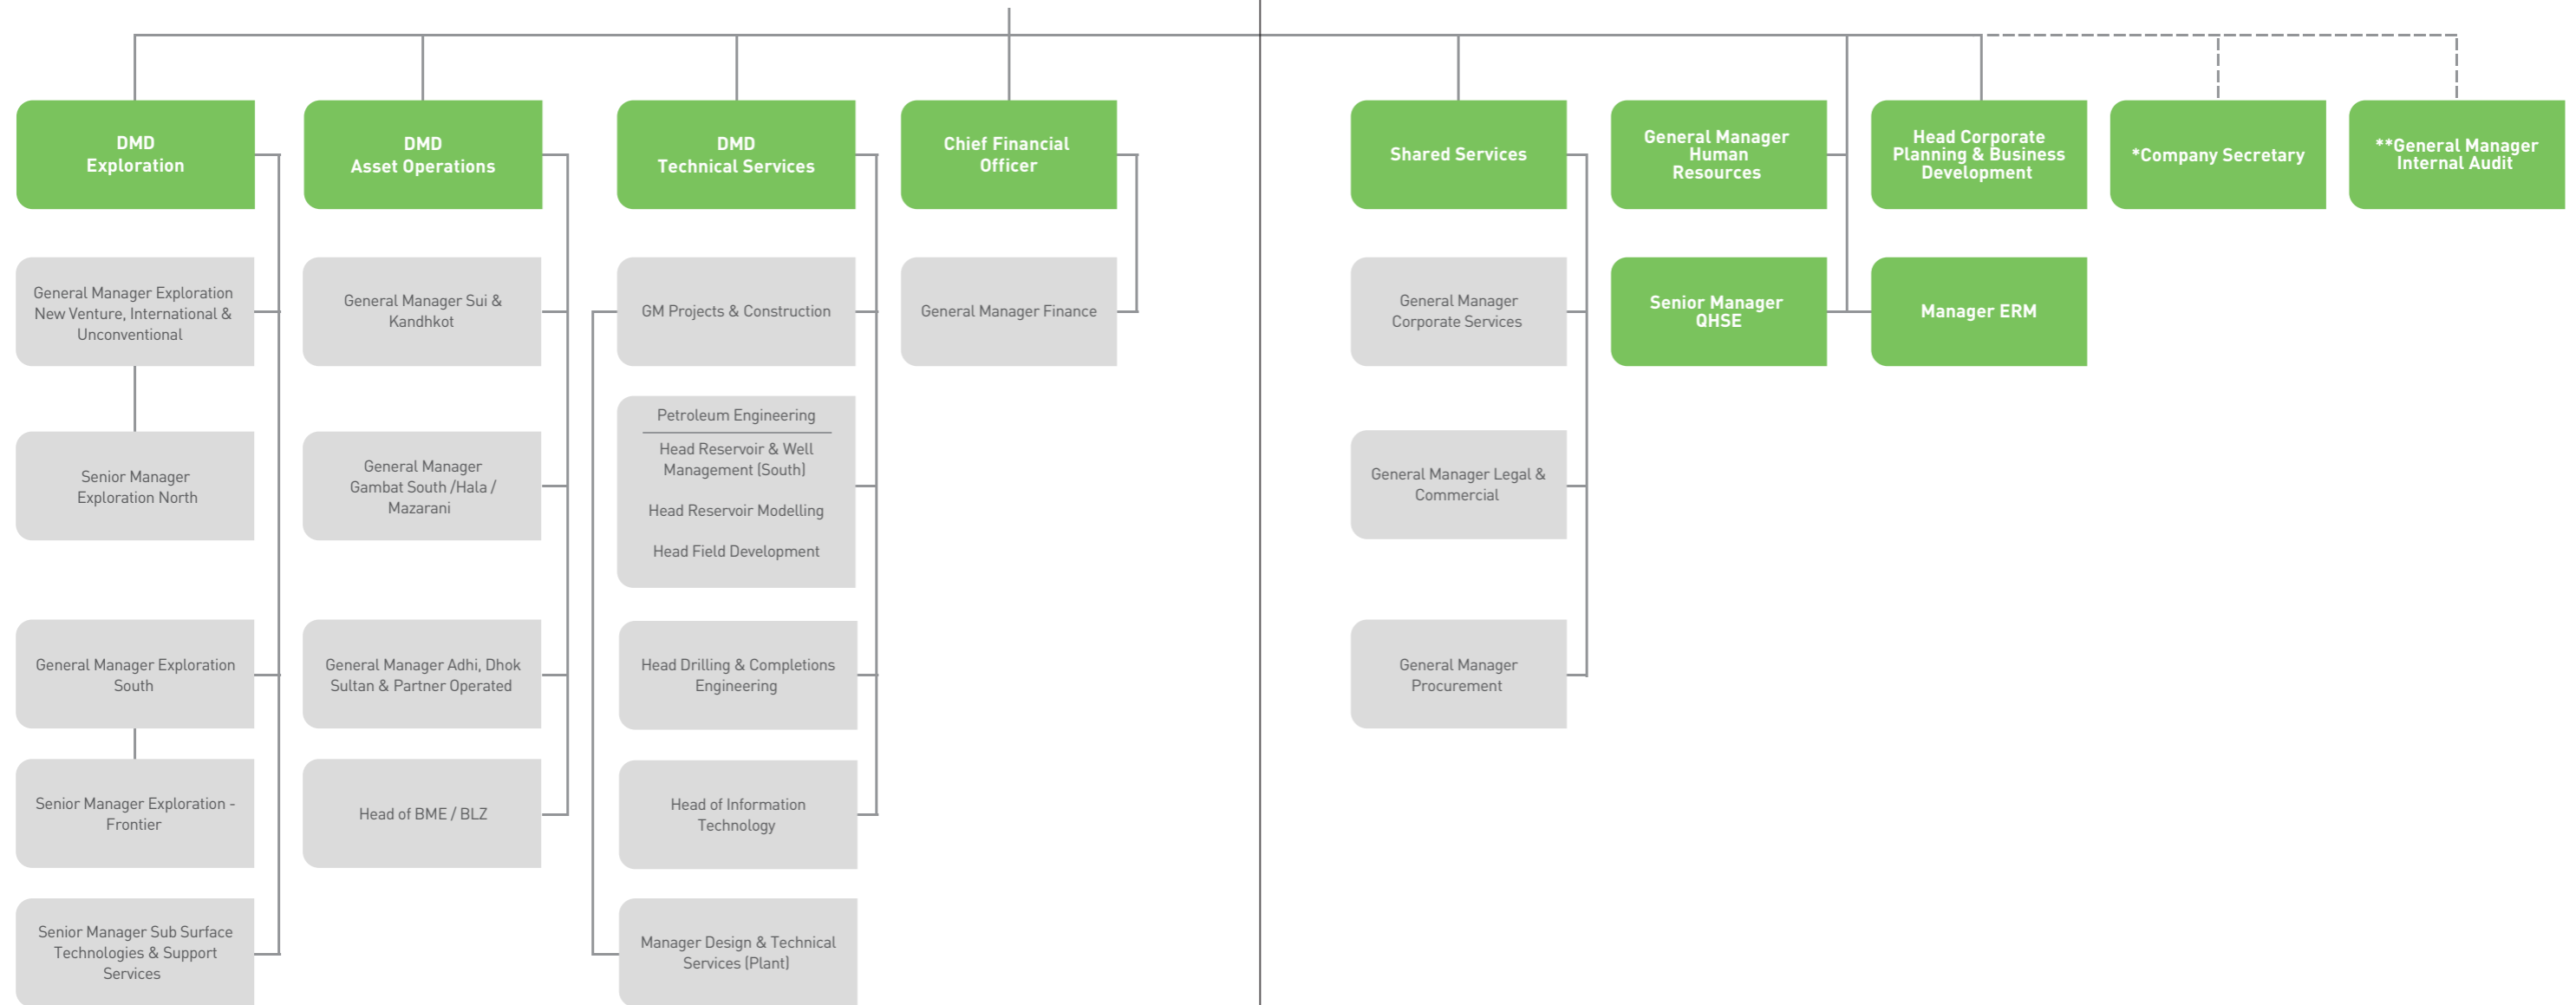 DMD
Exploration
DMD
Asset Operations
DMD
Technical Services
Chief Financial
Officer
Shared Services
General Manager
Human
Resources
Head Corporate
Planning & Business
Development
*Company Secretary
**General Manager
Internal Audit
General Manager Exploration
New Venture, International &
Unconventional
General Manager Sui &
Kandhkot
GM Projects & Construction
General Manager Finance
General Manager
Corporate Services
Senior Manager
QHSE
Manager ERM
Senior Manager
Exploration North
General Manager
Gambat South /Hala /
Mazarani
Petroleum Engineering
Head Reservoir & Well
Management (South)
Head Reservoir Modelling
Head Field Development
General Manager Legal &
Commercial
General Manager Exploration
South
General Manager Adhi, Dhok
Sultan & Partner Operated
Head Drilling & Completions
Engineering
General Manager
Procurement
Senior Manager Exploration -
Frontier
Head of BME / BLZ
Head of Information
Technology
Senior Manager Sub Surface
Technologies & Support
Services
Manager Design & Technical
Services (Plant)